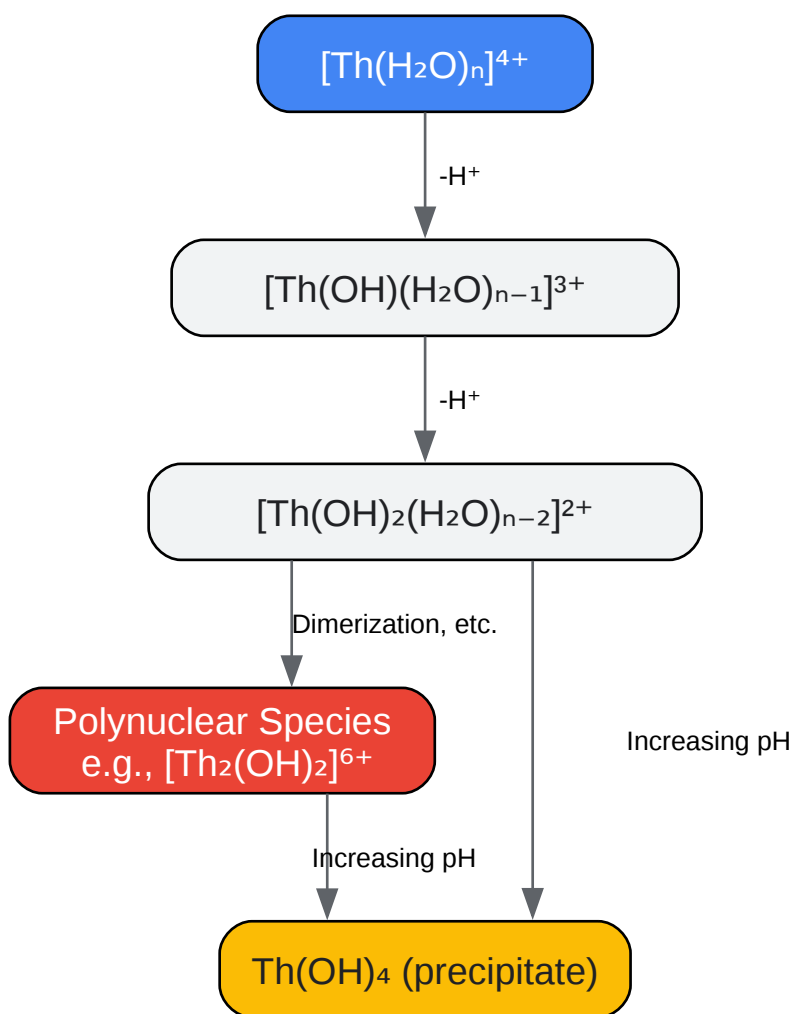 [Th(H₂O)ₙ]⁴⁺
-H⁺
[Th(OH)(H₂O)ₙ₋₁]³⁺
-H⁺
[Th(OH)₂(H₂O)ₙ₋₂]²⁺
Dimerization, etc.
Polynuclear Species
e.g., [Th₂(OH)₂]⁶⁺
Increasing pH
Increasing pH
Th(OH)₄ (precipitate)